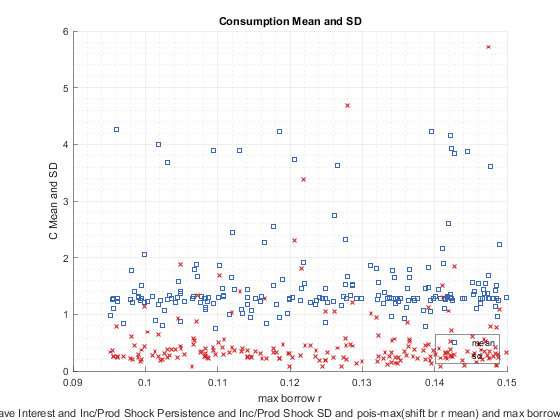 Consumption Mean and SD
6
5
4
3
2
1
0
C Mean and SD
mean
sd
0.09
0.1
0.11
0.12
0.13
0.14
0.15
max borrow r
ave Interest and Inc/Prod Shock Persistence and Inc/Prod Shock SD and pois-max(shift br r mean) and max borrow